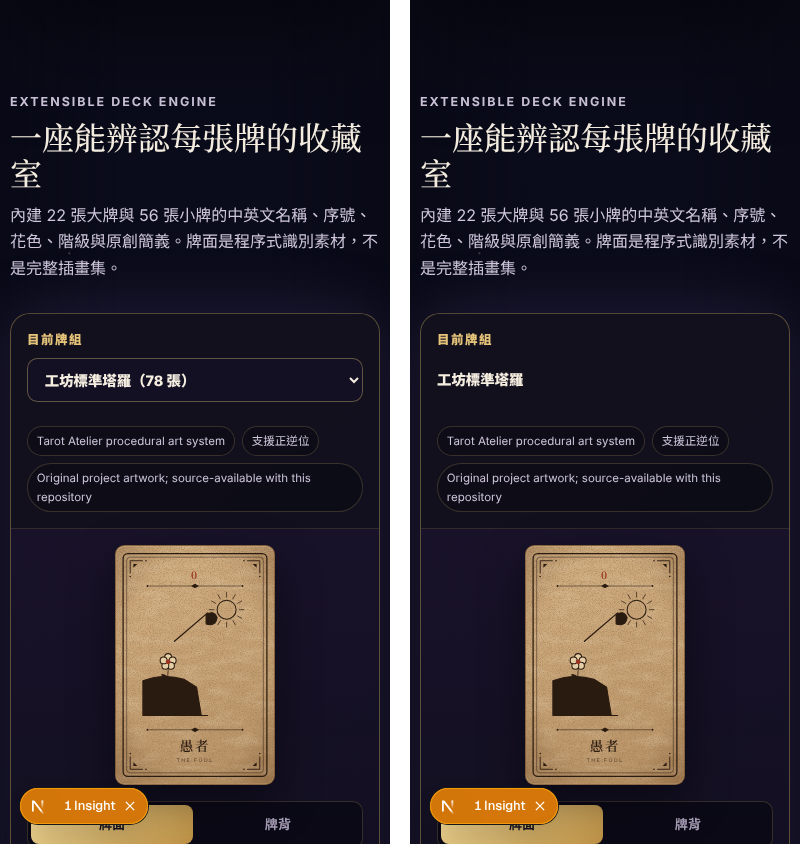 EXTENSIBLE DECK ENGINE
一座能辨認每張牌的收藏
室
內建 22 張大牌與 56 張小牌的中英文名稱、序號、
花色、階級與原創簡義。牌面是程序式識別素材，不
是完整插畫集。
目前牌組
工坊標準塔羅（78 張）
Tarot Atelier procedural art system
支援正逆位
Original project artwork; source-available with this
repository
0
愚者
THE FOOL
1 Insight
牌面
牌背
EXTENSIBLE DECK ENGINE
一座能辨認每張牌的收藏
室
內建 22 張大牌與 56 張小牌的中英文名稱、序號、
花色、階級與原創簡義。牌面是程序式識別素材，不
是完整插畫集。
目前牌組
工坊標準塔羅
Tarot Atelier procedural art system
支援正逆位
Original project artwork; source-available with this
repository
0
愚者
THE FOOL
1 Insight
牌面
牌背